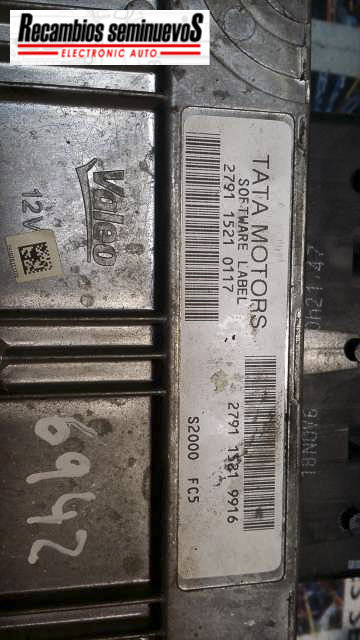 Recambios seminuevoS
ELECTRONIC AUTO
Valeo
12V
TATA MOTORS
SOFTWARE LABEL
2791 1521 0117
2791 1521 9916
S2000 FC5
6942